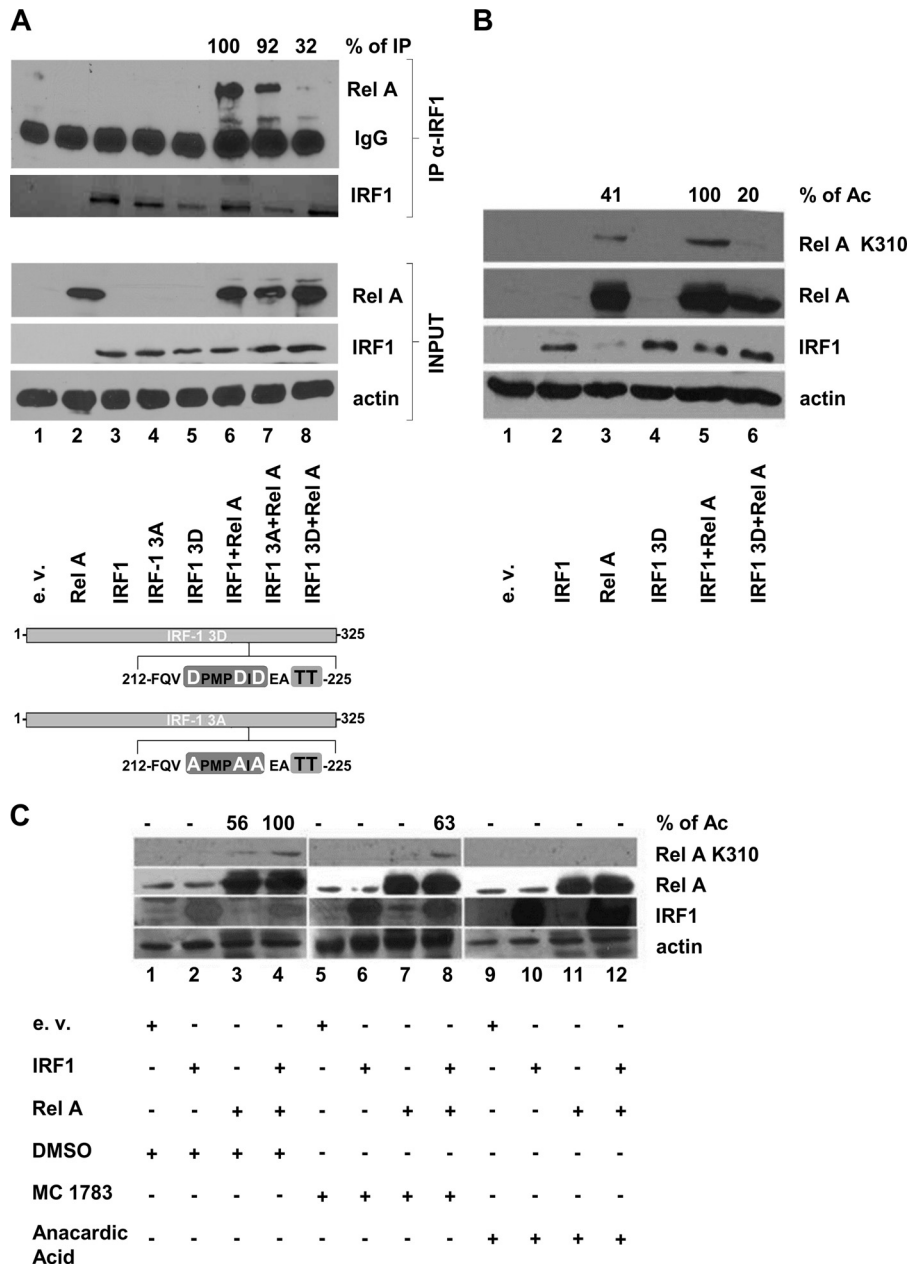 A
100 92 32 % of IP
Rel A
IgG
IRF1
IP α-IRF1
Rel A
IRF1
actin
INPUT
1 2 3 4 5 6 7 8
e. v.
Rel A
IRF1
IRF-1 3A
IRF1 3D
IRF1+Rel A
IRF1 3A+Rel A
IRF1 3D+Rel A
1- IRF-1 3D -325
212-FQV DPMPDID EA TT -225
1- IRF-1 3A -325
212-FQV APMPAIA EA TT -225
B
41 100 20 % of Ac
Rel A K310
Rel A
IRF1
actin
1 2 3 4 5 6
e. v.
IRF1
Rel A
IRF1 3D
IRF1+Rel A
IRF1 3D+Rel A
C
- - 56 100 - - - 63 - - - - % of Ac
Rel A K310
Rel A
IRF1
actin
1 2 3 4 5 6 7 8 9 10 11 12
e. v. + - - - + - - - + - - -
IRF1 - + - + - + - + - + - +
Rel A - - + + - - + + - - + +
DMSO + + + + - - - - - - - -
MC 1783 - - - - + + + + - - - -
Anacardic
Acid - - - - - - - - + + + +